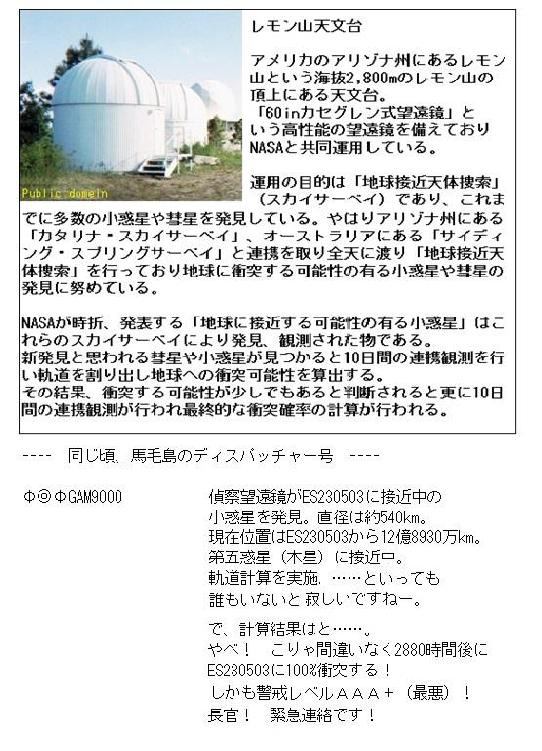 レモン山天文台
アメリカのアリゾナ州にあるレモン
山という海抜2,800mのレモン山の
頂上にある天文台。
「60inカセグレン式望遠鏡」と
いう高性能の望遠鏡を備えており
NASAと共同運用している。
Public domein
運用の目的は「地球接近天体捜索」
（スカイサーベイ）であり、これま
でに多数の小惑星や彗星を発見している。やはりアリゾナ州にある
「カタリナ・スカイサーベイ」、オーストラリアにある「サイディ
ング・スプリングサーベイ」と連携を取り全天に渡り「地球接近天
体捜索」を行っており地球に衝突する可能性の有る小惑星や彗星の
発見に努めている。
NASAが時折、発表する「地球に接近する可能性の有る小惑星」はこ
れらのスカイサーベイにより発見、観測された物である。
新発見と思われる彗星や小惑星が見つかると10日間の連携観測を行
い軌道を割り出し地球への衝突可能性を算出する。
その結果、衝突する可能性が少しでもあると判断されると更に10日
間の連携観測が行われ最終的な衝突確率の計算が行われる。
---- 同じ頃、馬毛島のディスパッチャー号 ----
Φ◎ΦGAM9000 偵察望遠鏡がES230503に接近中の
小惑星を発見。直径は約540km。
現在位置はES230503から12億8930万km。
第五惑星（木星）に接近中。
軌道計算を実施．……といっても
誰もいないと寂しいですねー。
で、計算結果はと……。
やべ！ こりゃ間違いなく2880時間後に
ES230503に100%衝突する！
しかも警戒レベルＡＡＡ＋（最悪）！
長官！ 緊急連絡です！